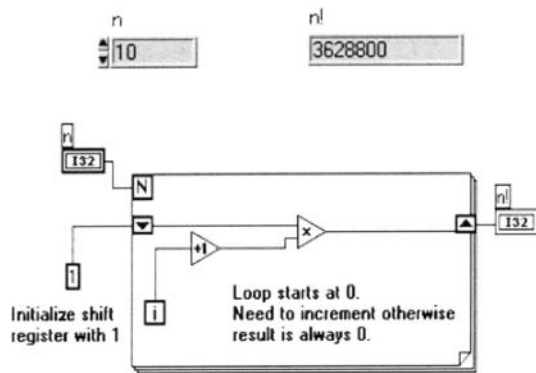 n
n!
10
3628800
n
I32
N
n!
I32
x
+1
1
i
Initialize shift
register with 1
Loop starts at 0.
Need to increment otherwise
result is always 0.